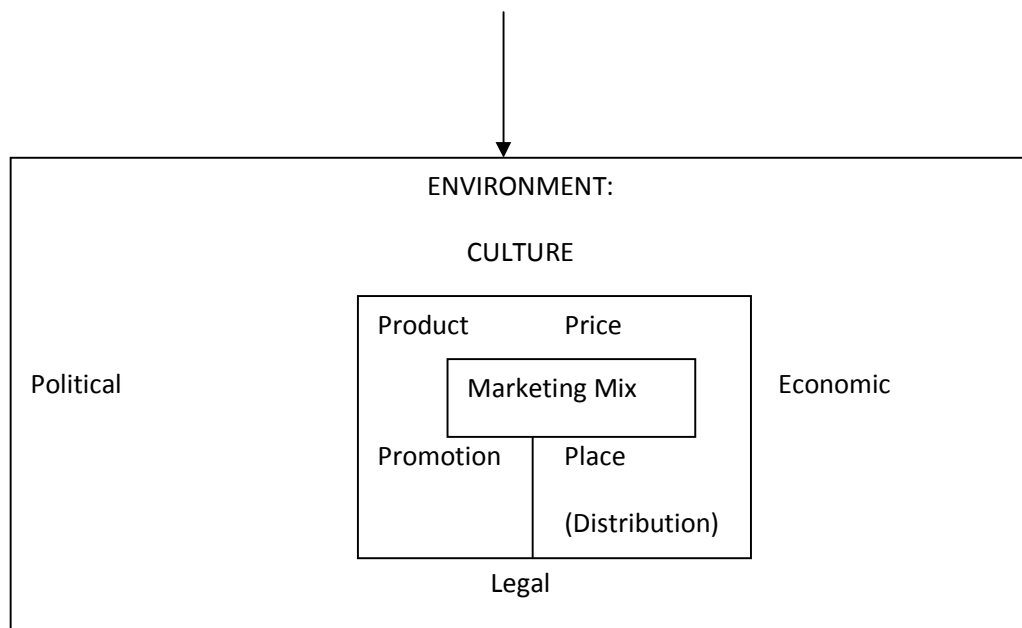 ENVIRONMENT:
CULTURE
Product Price
Political Marketing Mix Economic
Promotion Place
(Distribution)
Legal